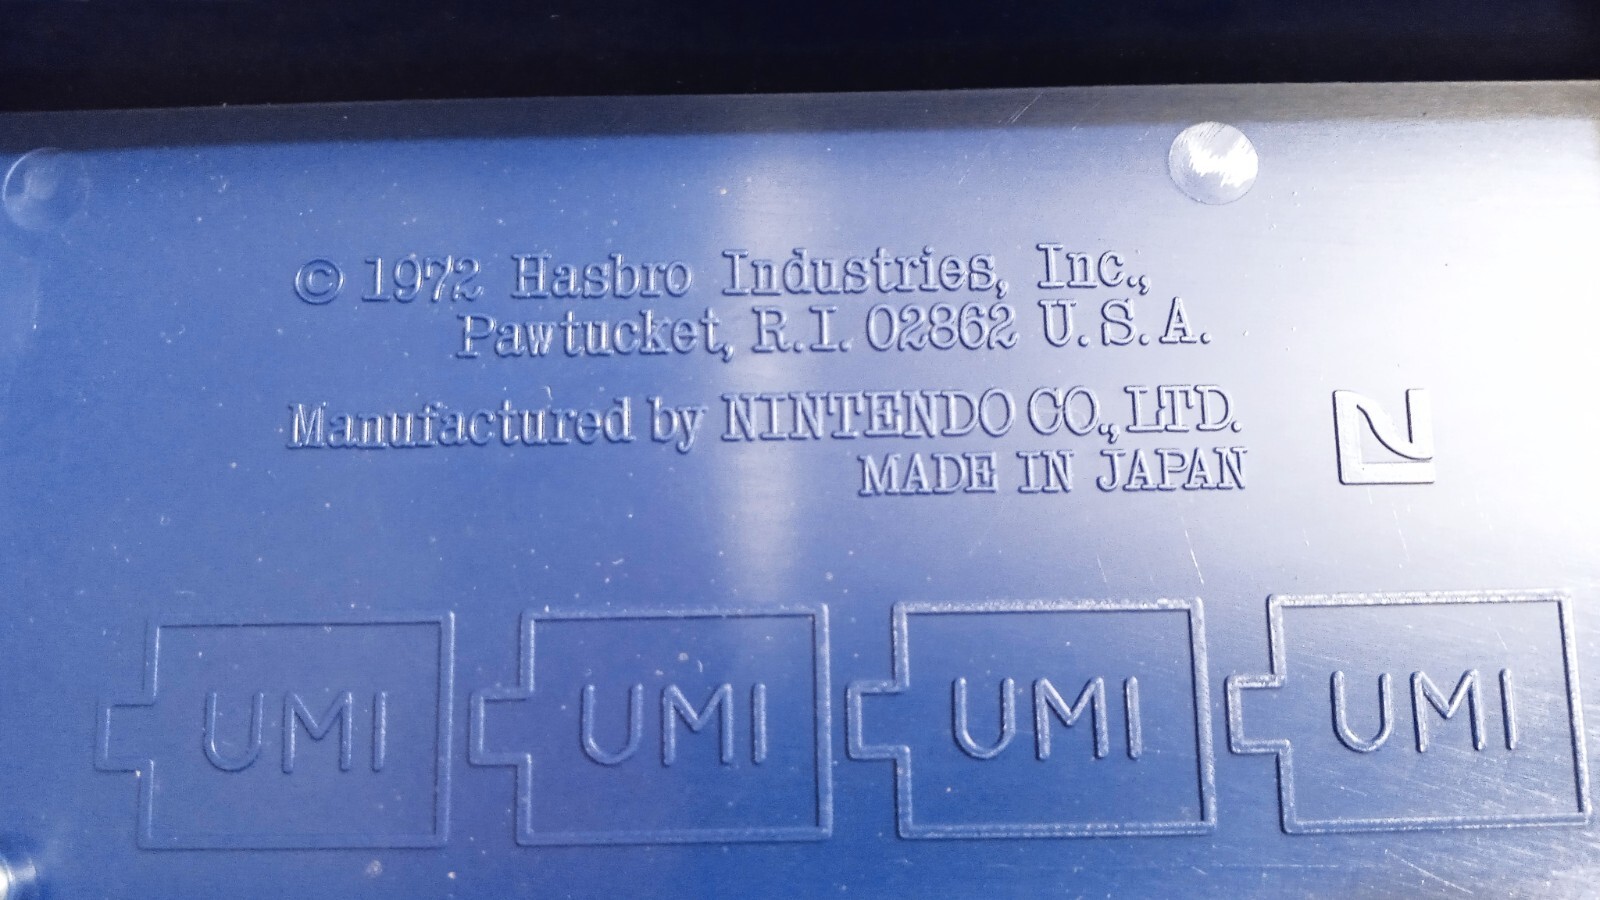 © 1972 Hasbro Industries, Inc.,
Pawtucket, R.I. 02862 U.S.A.
Manufactured by NINTENDO CO., LTD.
MADE IN JAPAN
UMI UMI UMI UMI